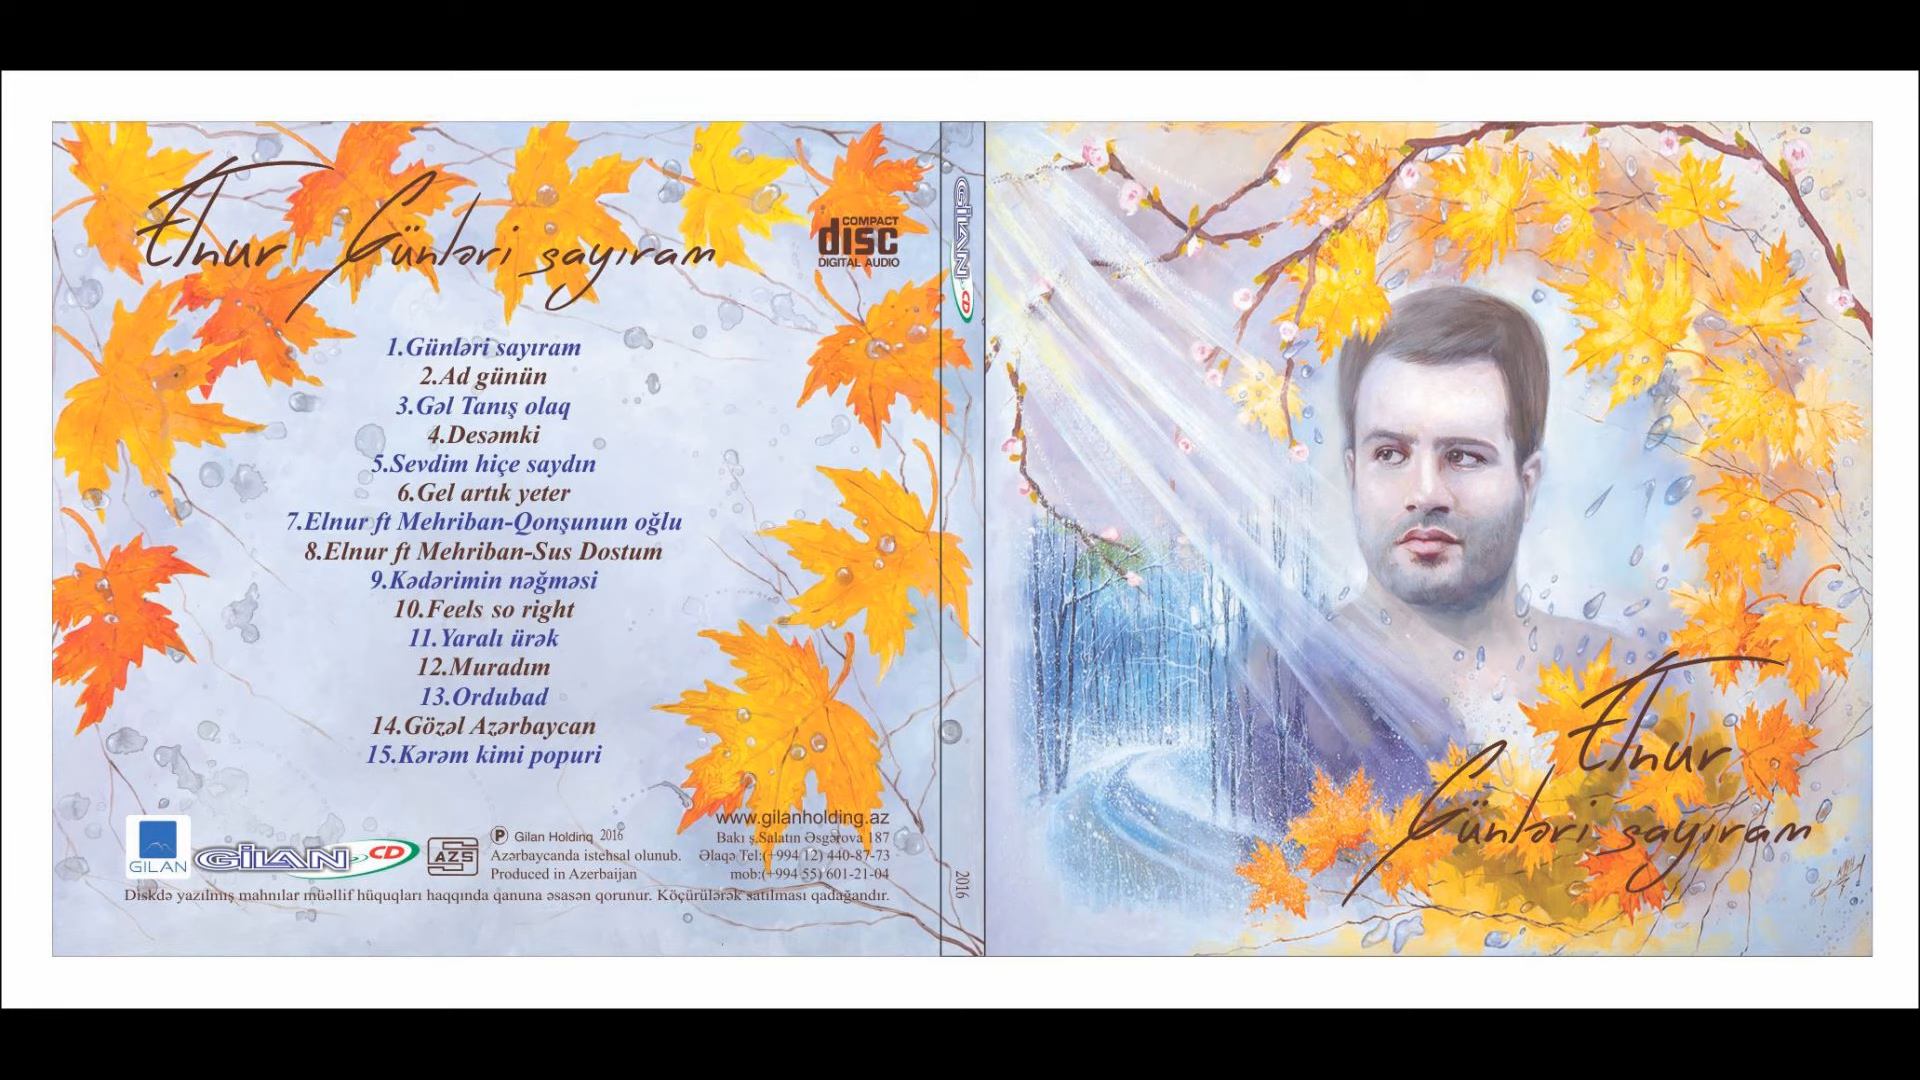 Elnur Günləri sayıram
COMPACT
disc
DIGITAL AUDIO
1.Günləri sayıram
2.Ad günün
3.Gəl Tanış olaq
4.Desəmki
5.Sevdim hiçe saydın
6.Gel artık yeter
7.Elnur ft Mehriban-Qonşunun oğlu
8.Elnur ft Mehriban-Sus Dostum
9.Kədərimin nəğməsi
10.Feels so right
11.Yaralı ürək
12.Muradım
13.Ordubad
14.Gözəl Azərbaycan
15.Kərəm kimi popuri
GILAN
GİLAN CD
AZS
P Gilan Holding 2016
Azərbaycanda istehsal olunub.
Produced in Azerbaijan
www.gilanholding.az
Bakı ş.Salatın Əsgərova 187
Əlaqə Tel:(+994 12) 440-87-73
mob:(+994 55) 601-21-04
Diskdə yazılmış mahnılar müəllif hüquqları haqqında qanuna əsasən qorunur. Köçürülərək satılması qadağandır.
GİLAN CD
2016
Elnur
Günləri sayıram